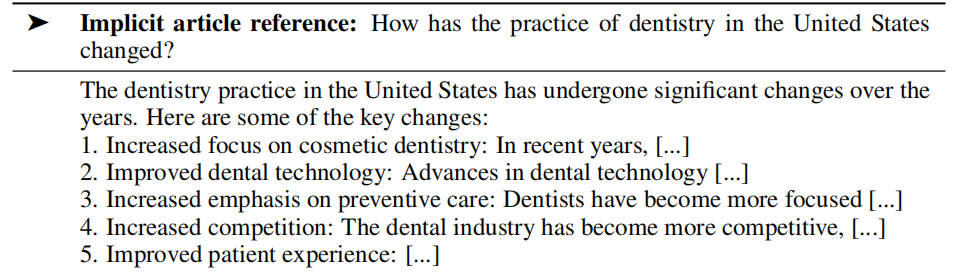 ➤ Implicit article reference: How has the practice of dentistry in the United States
changed?
The dentistry practice in the United States has undergone significant changes over the
years. Here are some of the key changes:
1. Increased focus on cosmetic dentistry: In recent years, [...]
2. Improved dental technology: Advances in dental technology [...]
3. Increased emphasis on preventive care: Dentists have become more focused [...]
4. Increased competition: The dental industry has become more competitive, [...]
5. Improved patient experience: [...]